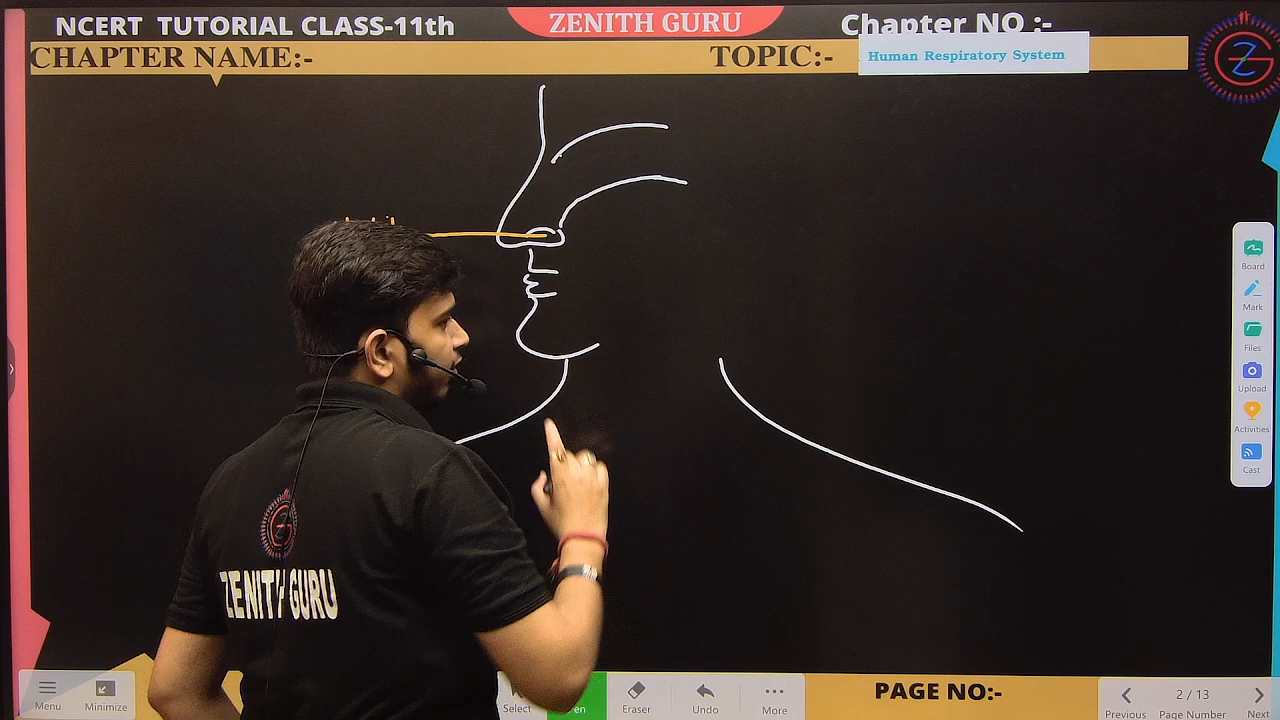 NCERT TUTORIAL CLASS-11th
ZENITH GURU
Chapter NO :-
CHAPTER NAME:-
TOPIC:-
Human Respiratory System
Board
Mark
Files
Upload
Activities
Cast
ZENITH GURU
Menu
Minimize
Select
Eraser
Undo
More
PAGE NO:-
Previous
2 / 13
Page Number
Next